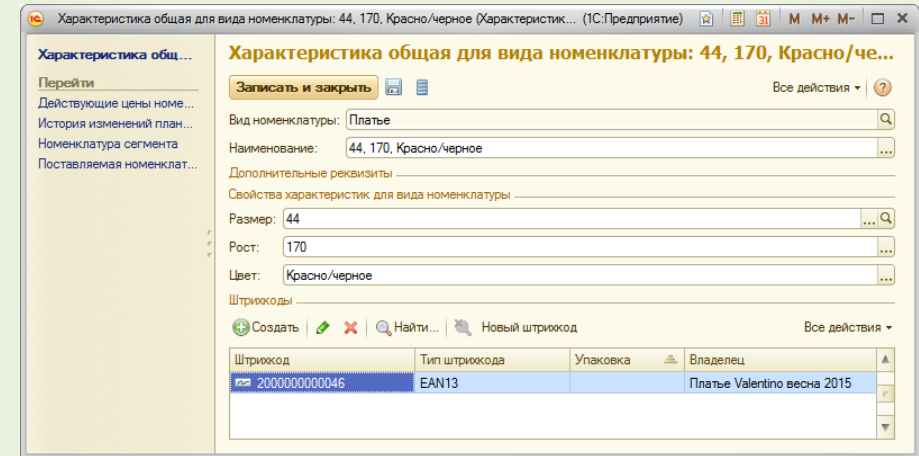 Характеристика общая для вида номенклатуры: 44, 170, Красно/черное (Характеристик... (1С:Предприятие) 31 M M+ M-
Характеристика общ...
Перейти
Действующие цены номе...
История изменений план...
Номенклатура сегмента
Поставляемая номенклат...
Характеристика общая для вида номенклатуры: 44, 170, Красно/че...
Записать и закрыть Все действия ?
Вид номенклатуры: Платье
Наименование: 44, 170, Красно/черное ...
Дополнительные реквизиты
Свойства характеристик для вида номенклатуры
Размер: 44 ...
Рост: 170 ...
Цвет: Красно/черное ...
Штрихкоды
Создать Найти... Новый штрихкод Все действия
Штрихкод Тип штрихкода Упаковка Владелец
2000000000046 EAN13 Платье Valentino весна 2015